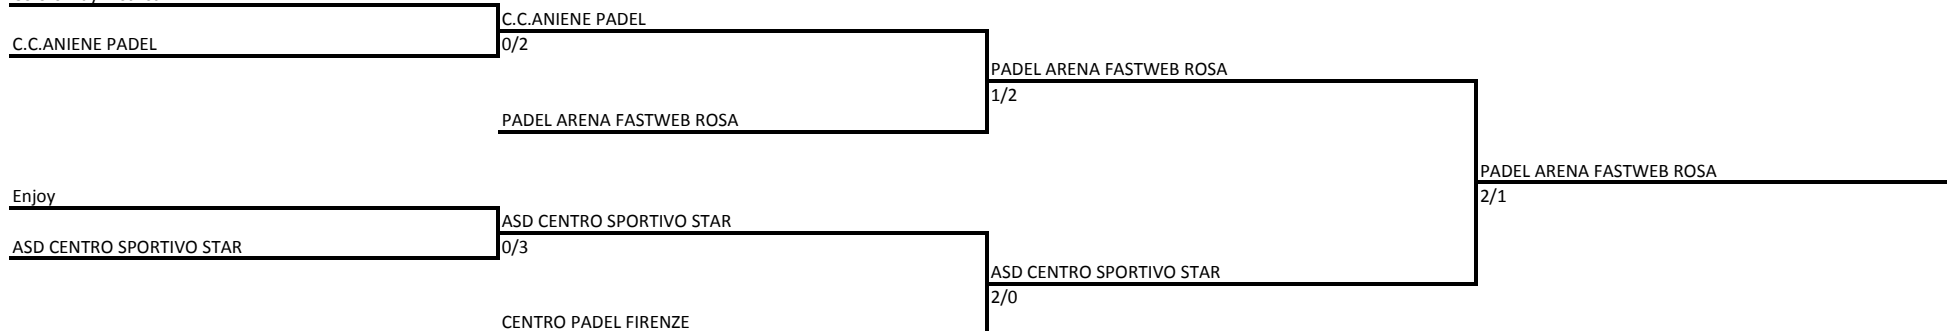 C.C.ANIENE PADEL
C.C.ANIENE PADEL
0/2
PADEL ARENA FASTWEB ROSA
1/2
PADEL ARENA FASTWEB ROSA
PADEL ARENA FASTWEB ROSA
2/1
Enjoy
ASD CENTRO SPORTIVO STAR
ASD CENTRO SPORTIVO STAR
0/3
ASD CENTRO SPORTIVO STAR
2/0
CENTRO PADEL FIRENZE